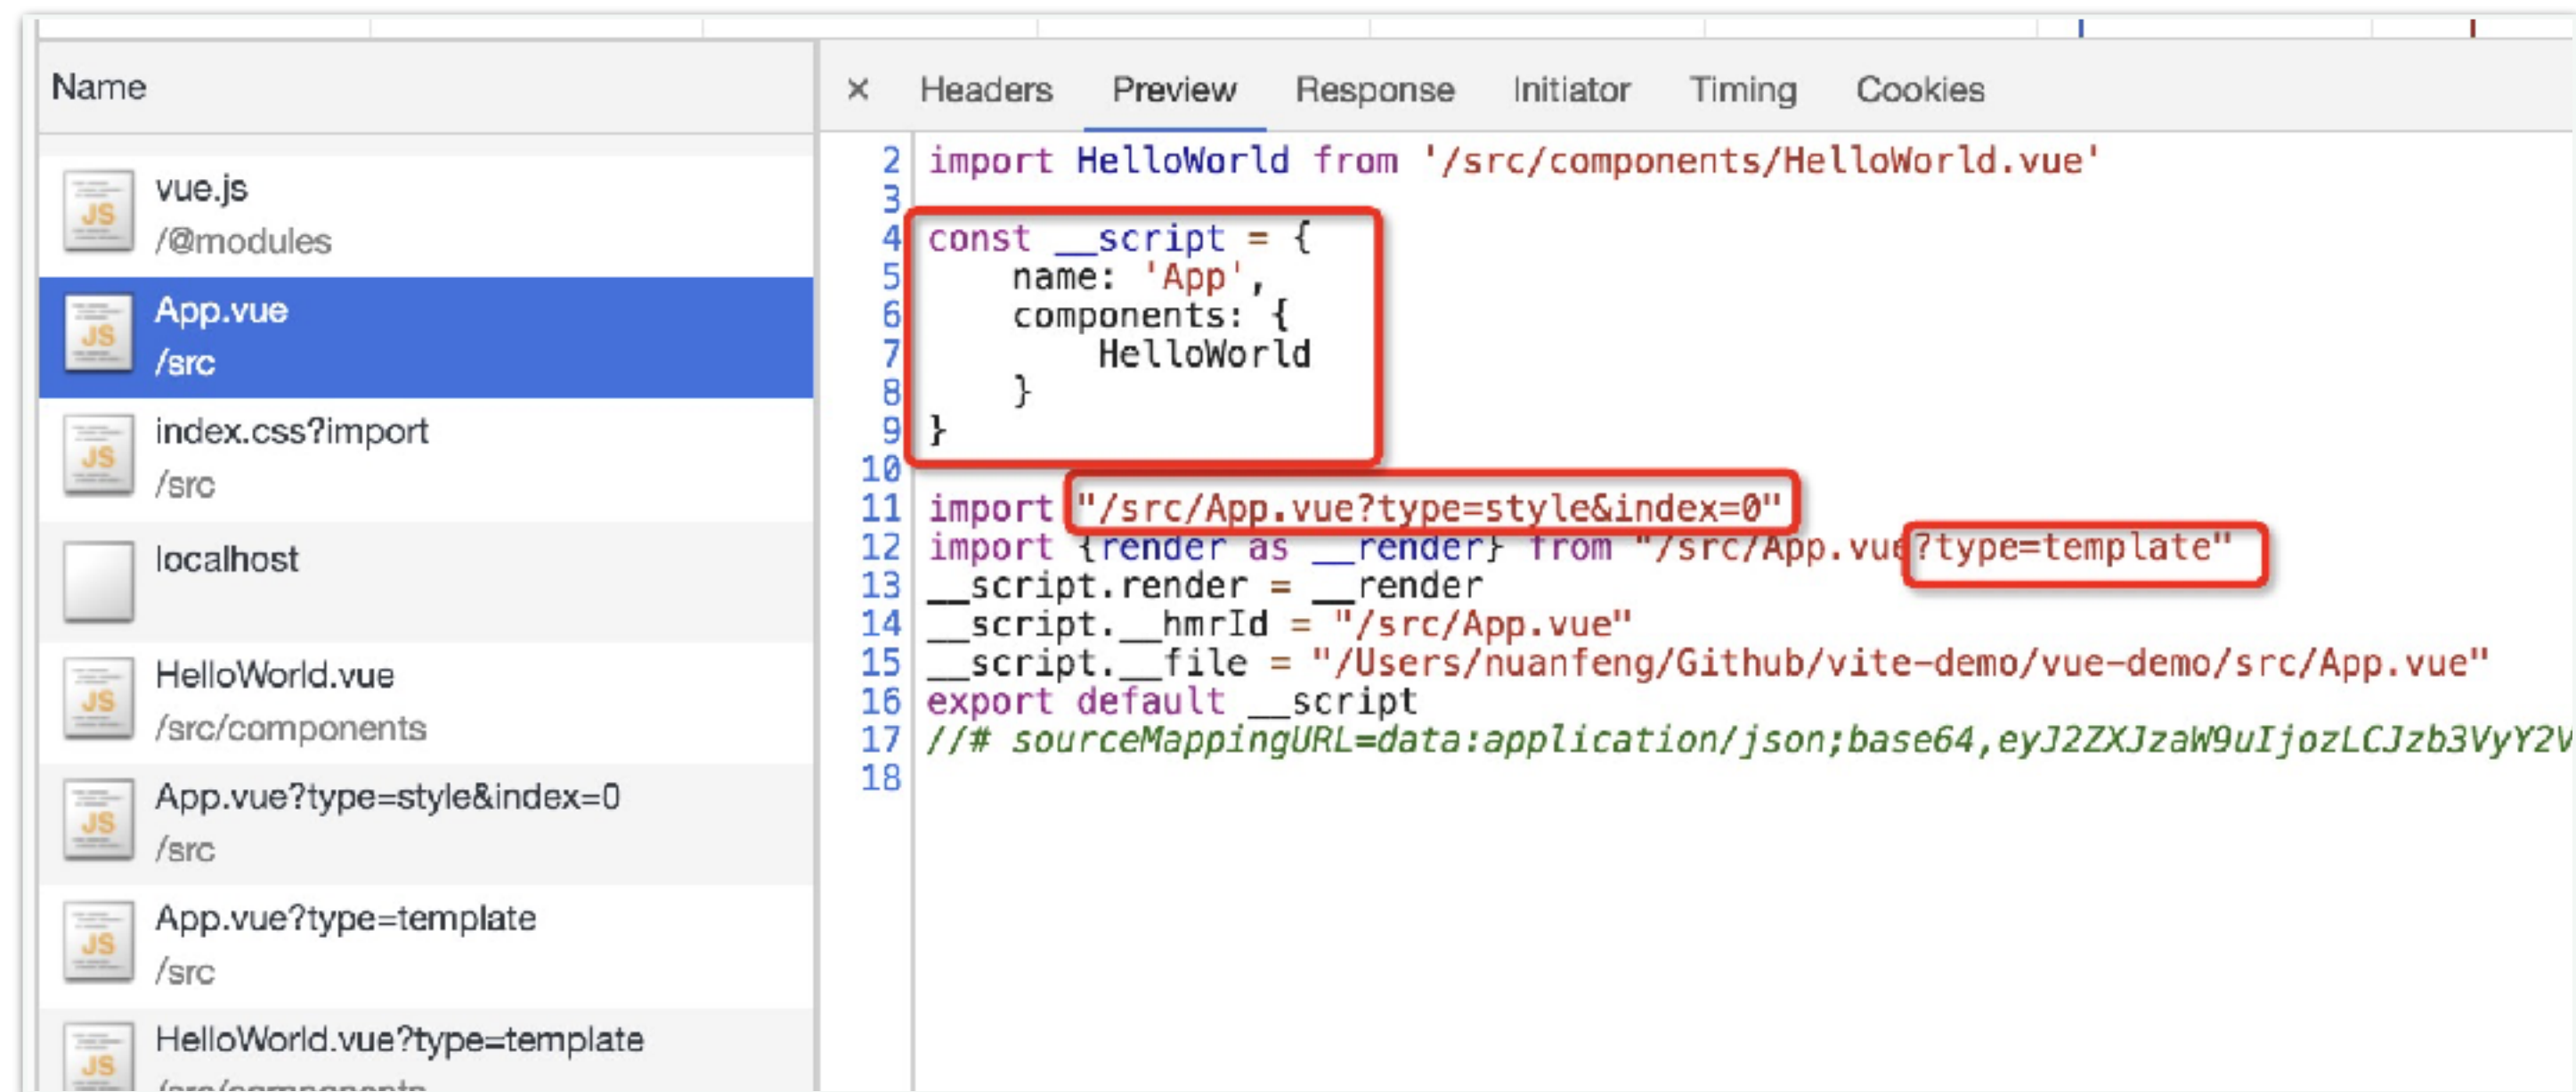 Name
vue.js
/@modules
App.vue
/src
index.css?import
/src
localhost
HelloWorld.vue
/src/components
App.vue?type=style&index=0
/src
App.vue?type=template
/src
HelloWorld.vue?type=template
/src/components
× Headers Preview Response Initiator Timing Cookies
2 import HelloWorld from '/src/components/HelloWorld.vue'
3
4 const __script = {
5 name: 'App',
6 components: {
7 HelloWorld
8 }
9 }
10
11 import "/src/App.vue?type=style&index=0"
12 import {render as __render} from "/src/App.vue?type=template"
13 __script.render = __render
14 __script.__hmrId = "/src/App.vue"
15 __script.__file = "/Users/nuanfeng/Github/vite-demo/vue-demo/src/App.vue"
16 export default __script
17 //# sourceMappingURL=data:application/json;base64,eyJ2ZXJzaW9uIjozLCJzb3VyY2V
18